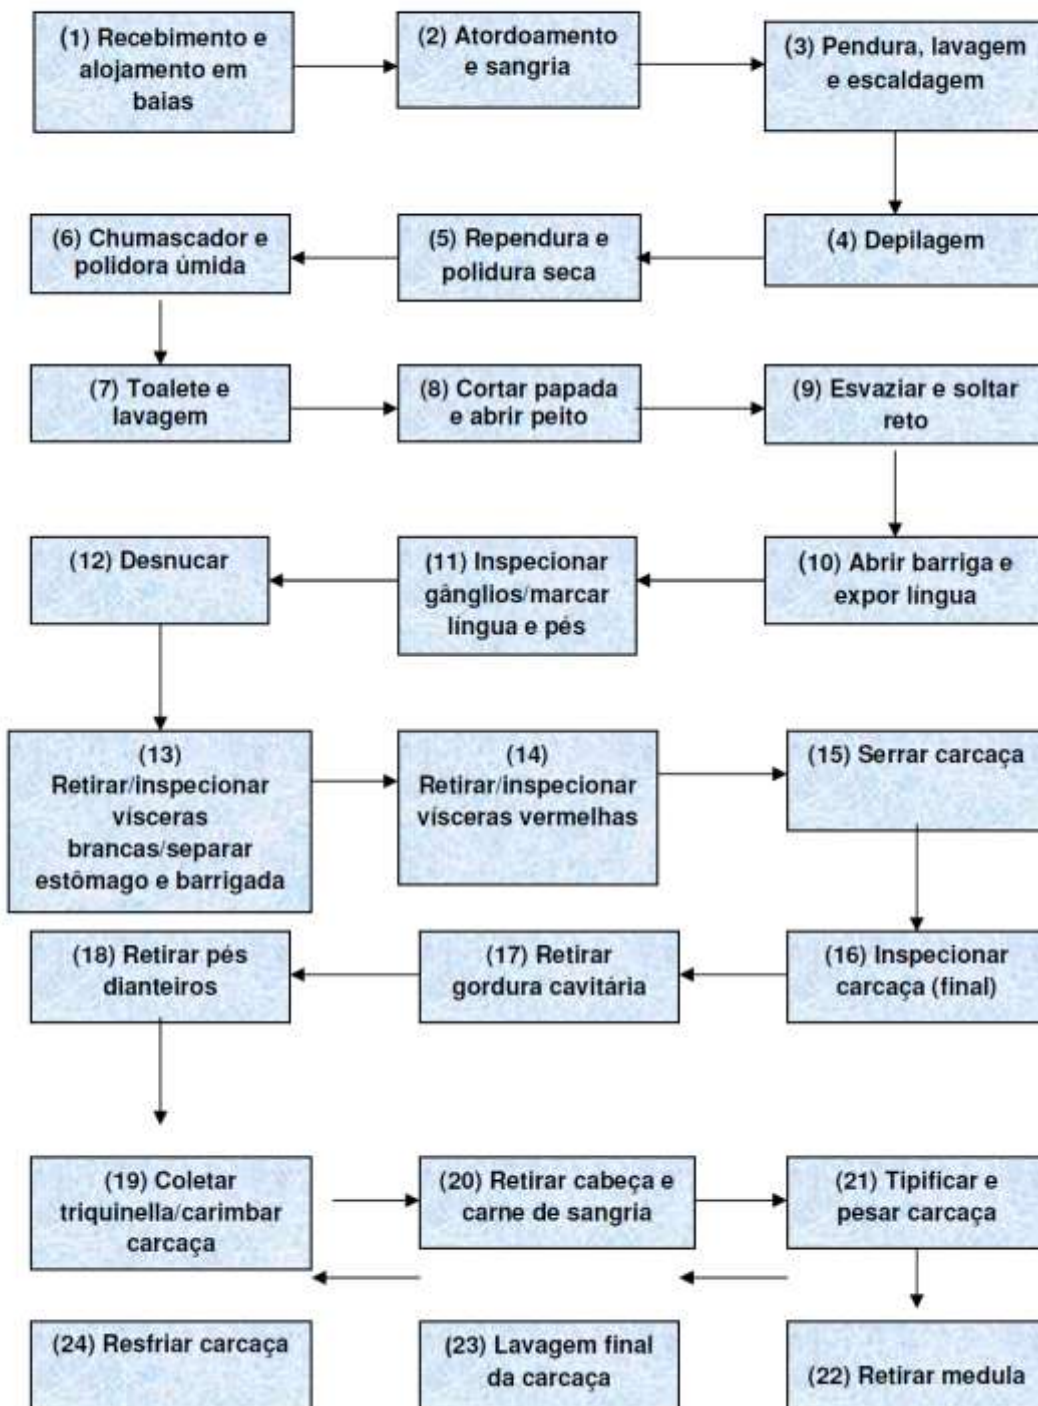 (1) Recebimento e
alojamento em
baias
(2) Atordoamento
e sangria
(3) Pendura, lavagem
e escaldagem
(6) Chumascador e
polidora úmida
(5) Rependura e
polidura seca
(4) Depilagem
(7) Toalete e
lavagem
(8) Cortar papada
e abrir peito
(9) Esvaziar e soltar
reto
(12) Desnucar
(11) Inspecionar
gânglios/marcar
língua e pés
(10) Abrir barriga e
expor língua
(13)
Retirar/inspecionar
vísceras
brancas/separar
estômago e barrigada
(14)
Retirar/inspecionar
vísceras vermelhas
(15) Serrar carcaça
(18) Retirar pés
dianteiros
(17) Retirar
gordura cavitária
(16) Inspecionar
carcaça (final)
(19) Coletar
triquinella/carimbar
carcaça
(20) Retirar cabeça e
carne de sangria
(21) Tipificar e
pesar carcaça
(24) Resfriar carcaça
(23) Lavagem final
da carcaça
(22) Retirar medula